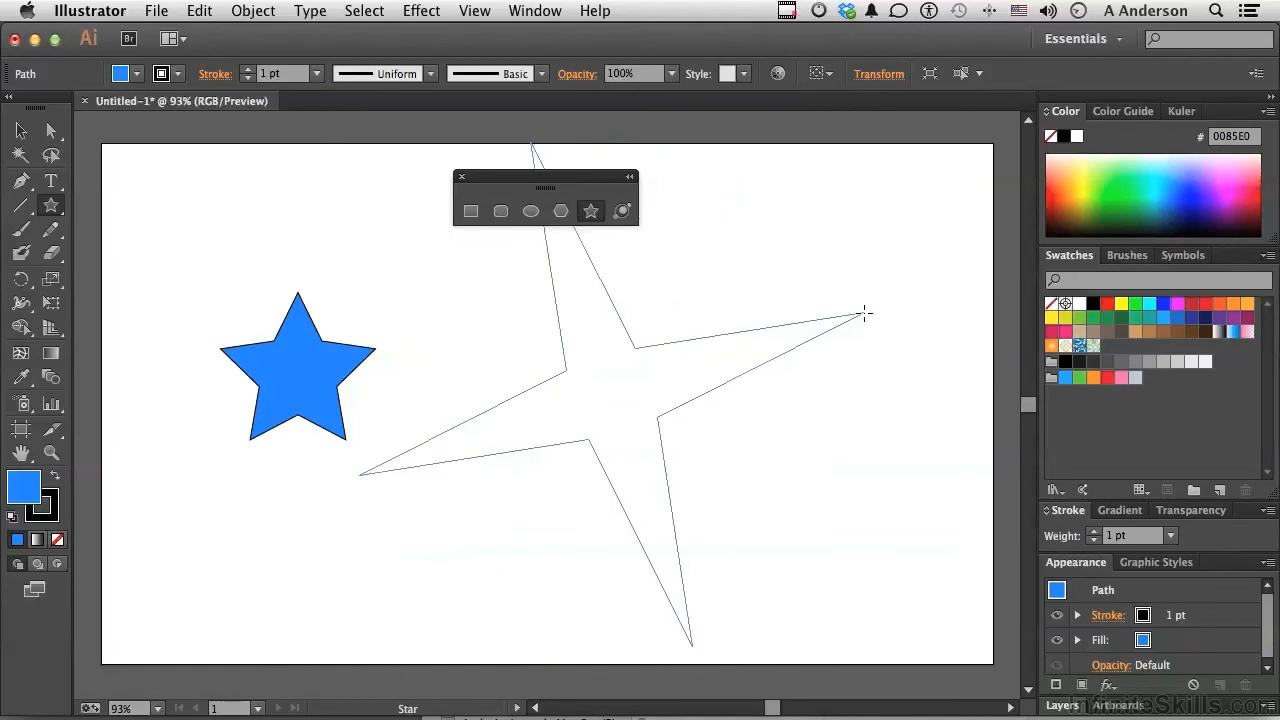 Illustrator File Edit Object Type Select Effect View Window Help A Anderson
Ai Br Essentials
Path Stroke: 1 pt Uniform Basic Opacity: 100% Style: Transform
Untitled-1* @ 93% (RGB/Preview)
Color Color Guide Kuler
# 0085E0
Swatches Brushes Symbols
Stroke Gradient Transparency
Weight: 1 pt
Appearance Graphic Styles
Path
Stroke: 1 pt
Fill:
Opacity: Default
fx
Layers Artboards
InfiniteSkills.com
93% 1 Star